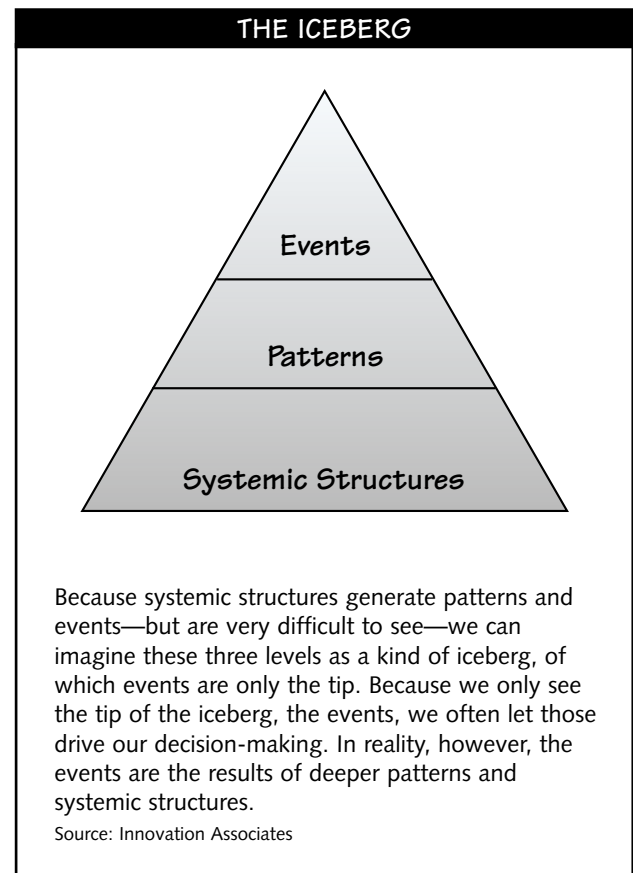 THE ICEBERG
Events
Patterns
Systemic Structures
Because systemic structures generate patterns and
events—but are very difficult to see—we can
imagine these three levels as a kind of iceberg, of
which events are only the tip. Because we only see
the tip of the iceberg, the events, we often let those
drive our decision-making. In reality, however, the
events are the results of deeper patterns and
systemic structures.
Source: Innovation Associates